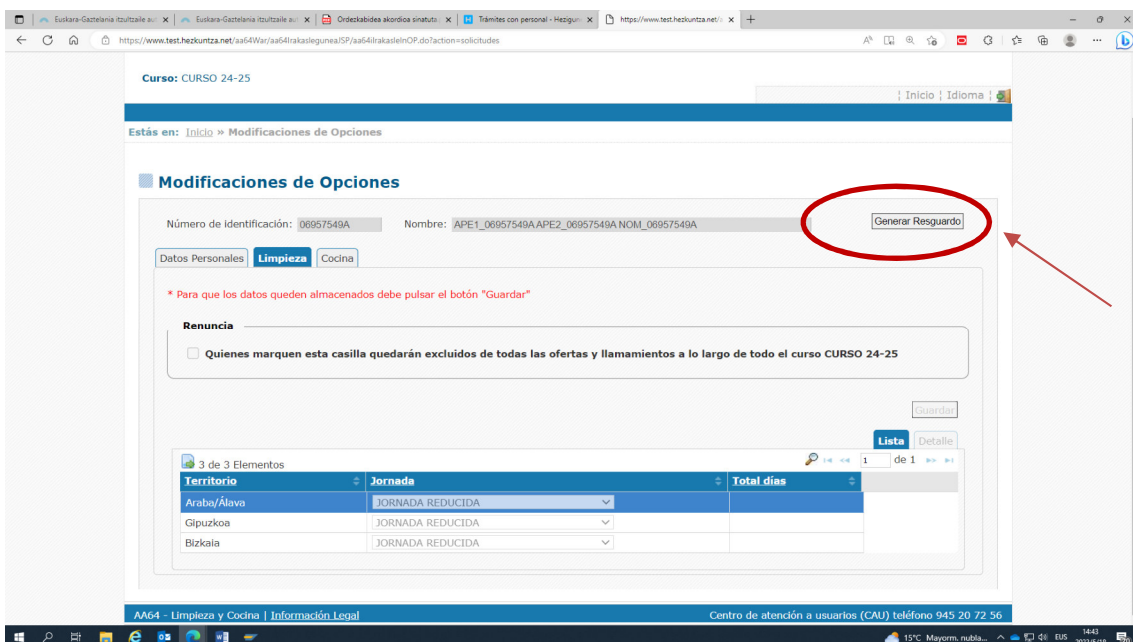 Euskara-Gaztelania itzultzaile au
Euskara-Gaztelania itzultzaile au
Ordezkabidea akordioa sinatuta
Trámites con personal - Hezigun
https://www.test.hezkuntza.net/
https://www.test.hezkuntza.net/aa64War/aa64IrakasleguneaJSP/aa64ilrakasleInOP.do?action=solicitudes
Curso: CURSO 24-25
¦ Inicio ¦ Idioma ¦
Estás en: Inicio » Modificaciones de Opciones
Modificaciones de Opciones
Número de identificación: 06957549A Nombre: APE1_06957549A APE2_06957549A NOM_06957549A Generar Resguardo
Datos Personales Limpieza Cocina
* Para que los datos queden almacenados debe pulsar el botón "Guardar"
Renuncia
Quienes marquen esta casilla quedarán excluidos de todas las ofertas y llamamientos a lo largo de todo el curso CURSO 24-25
Guardar
Lista Detalle
3 de 3 Elementos 1 de 1
Territorio Jornada Total días
Araba/Álava JORNADA REDUCIDA
Gipuzkoa JORNADA REDUCIDA
Bizkaia JORNADA REDUCIDA
AA64 - Limpieza y Cocina | Información Legal Centro de atención a usuarios (CAU) teléfono 945 20 72 56
15°C Mayorm. nubla... EUS 14:43